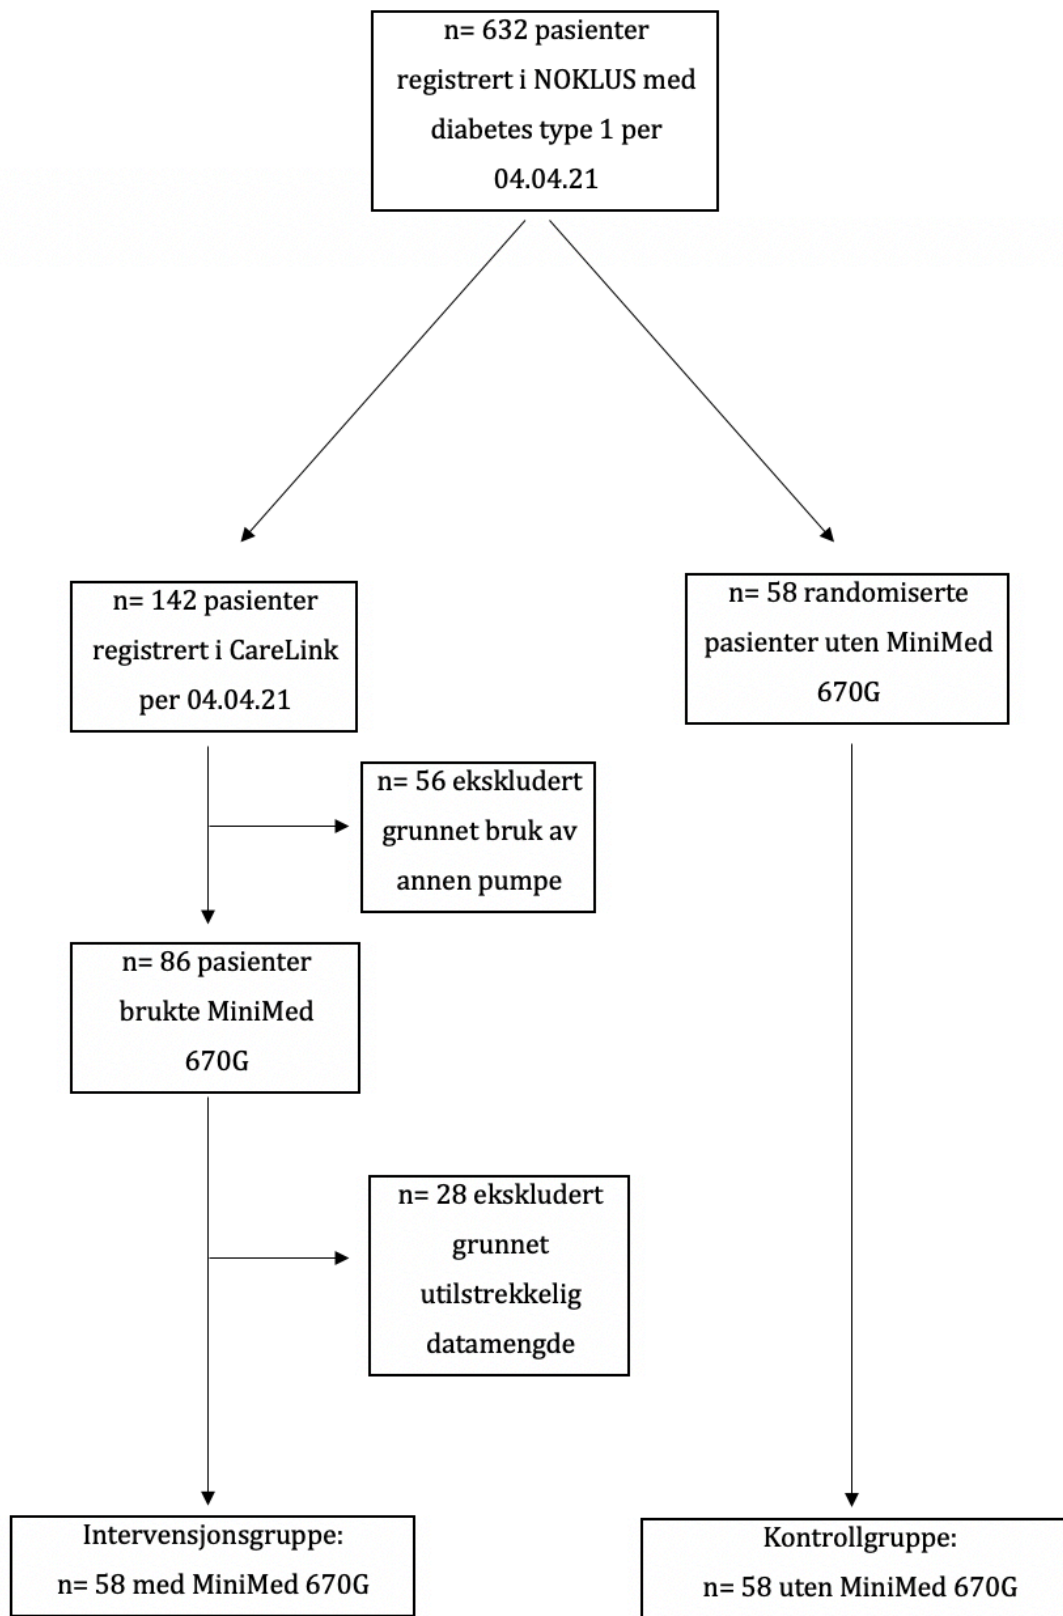 n= 632 pasienter
registrert i NOKLUS med
diabetes type 1 per
04.04.21
n= 142 pasienter
registrert i CareLink
per 04.04.21
n= 58 randomiserte
pasienter uten MiniMed
670G
n= 56 ekskludert
grunnet bruk av
annen pumpe
n= 86 pasienter
brukte MiniMed
670G
n= 28 ekskludert
grunnet
utilstrekkelig
datamengde
Intervensjonsgruppe:
n= 58 med MiniMed 670G
Kontrollgruppe:
n= 58 uten MiniMed 670G